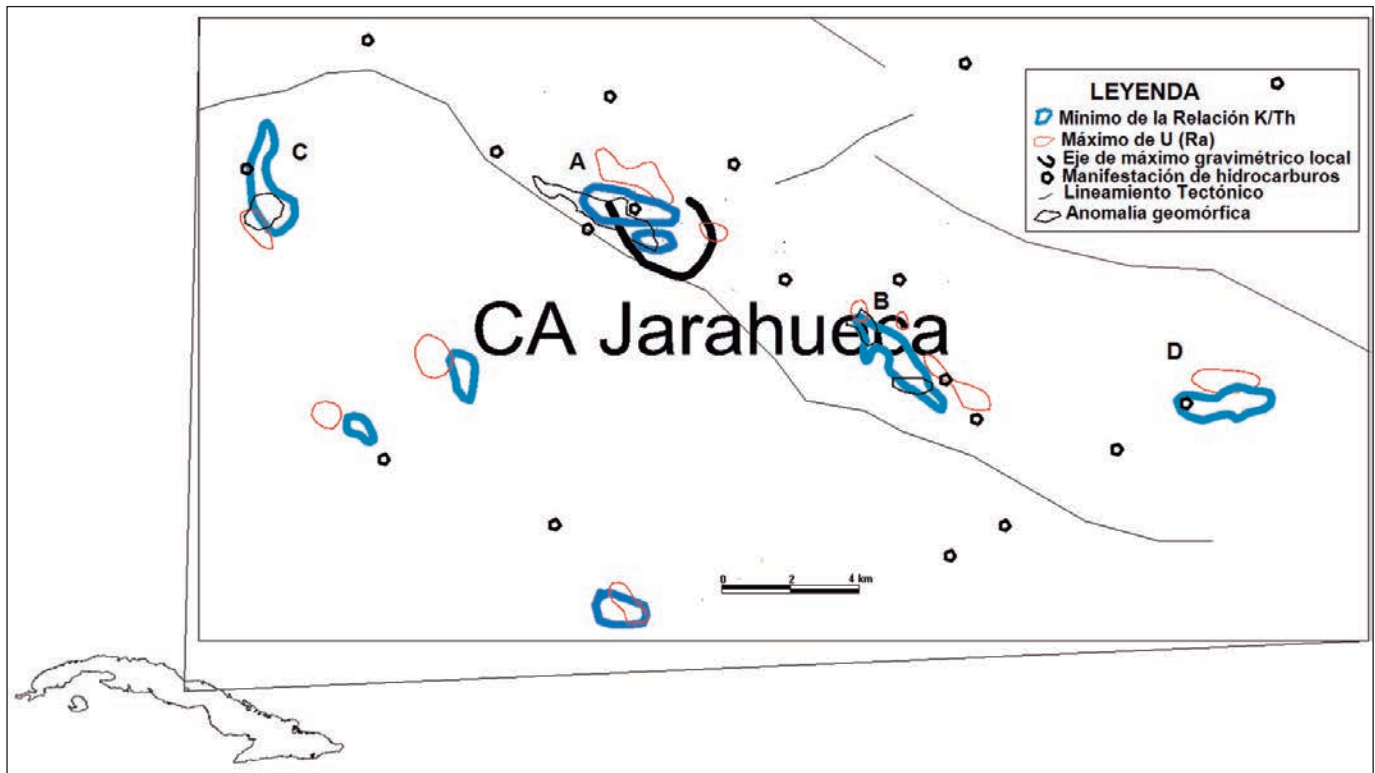 LEYENDA
Mínimo de la Relación K/Th
Máximo de U (Ra)
Eje de máximo gravimétrico local
Manifestación de hidrocarburos
Lineamiento Tectónico
Anomalía geomórfica
C
A
B
CA Jarahueca
D
0 2 4 km